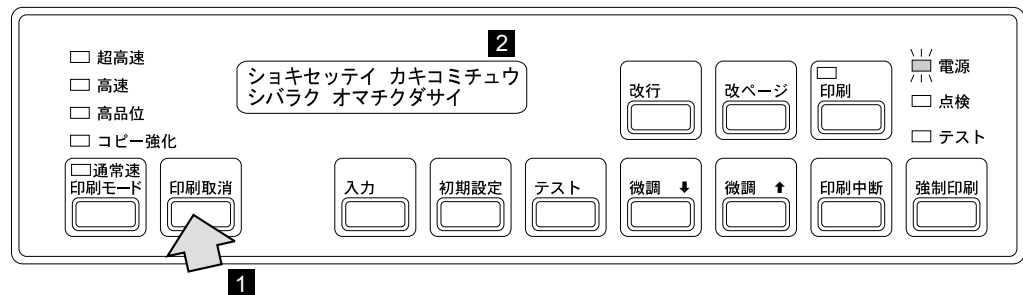 2
超高速
高速
高品位
コピー強化
ショキセッテイ カキコミチュウ
シバラク オマチクダサイ
改行
改ページ
印刷
電源
点検
テスト
通常速
印刷モード
印刷取消
入力
初期設定
テスト
微調 ⬇
微調 ⬆
印刷中断
強制印刷
1